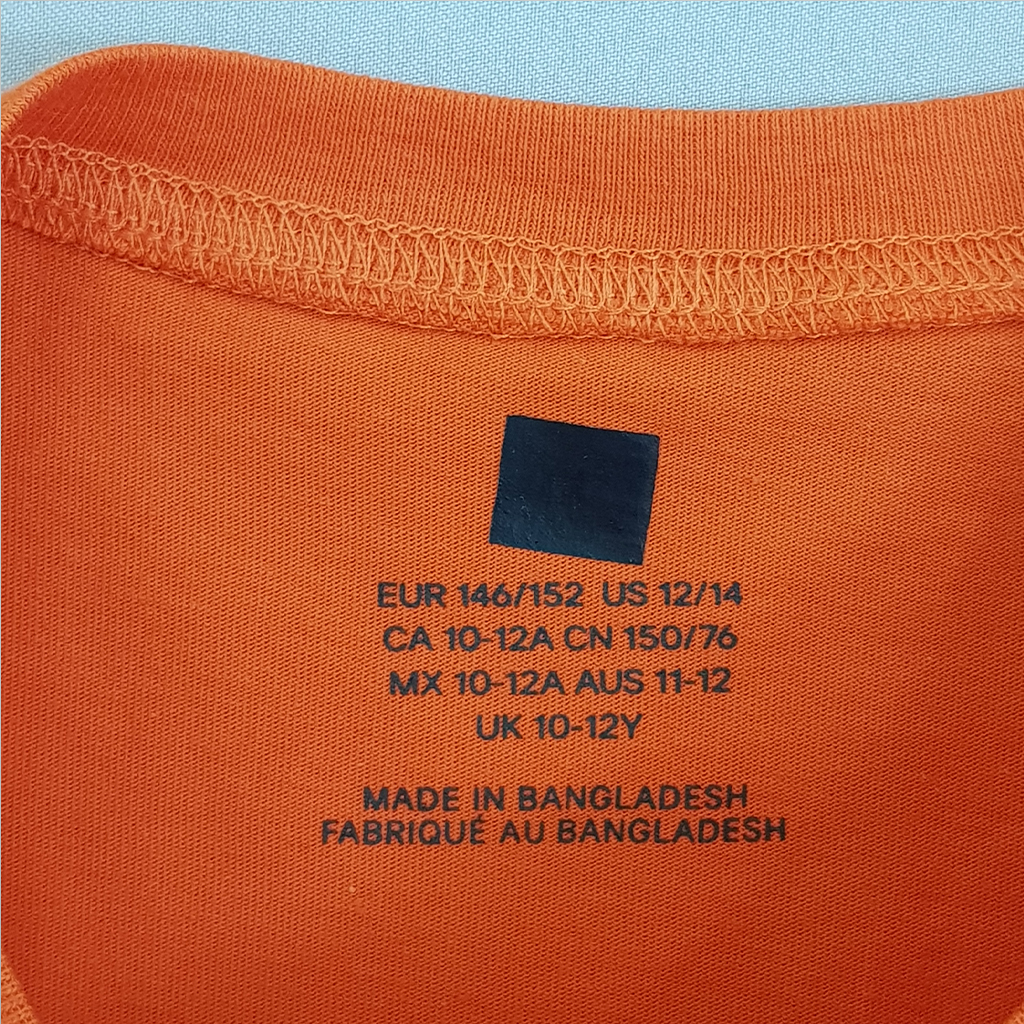 EUR 146/152 US 12/14
CA 10-12A CN 150/76
MX 10-12A AUS 11-12
UK 10-12Y
MADE IN BANGLADESH
FABRIQUÉ AU BANGLADESH